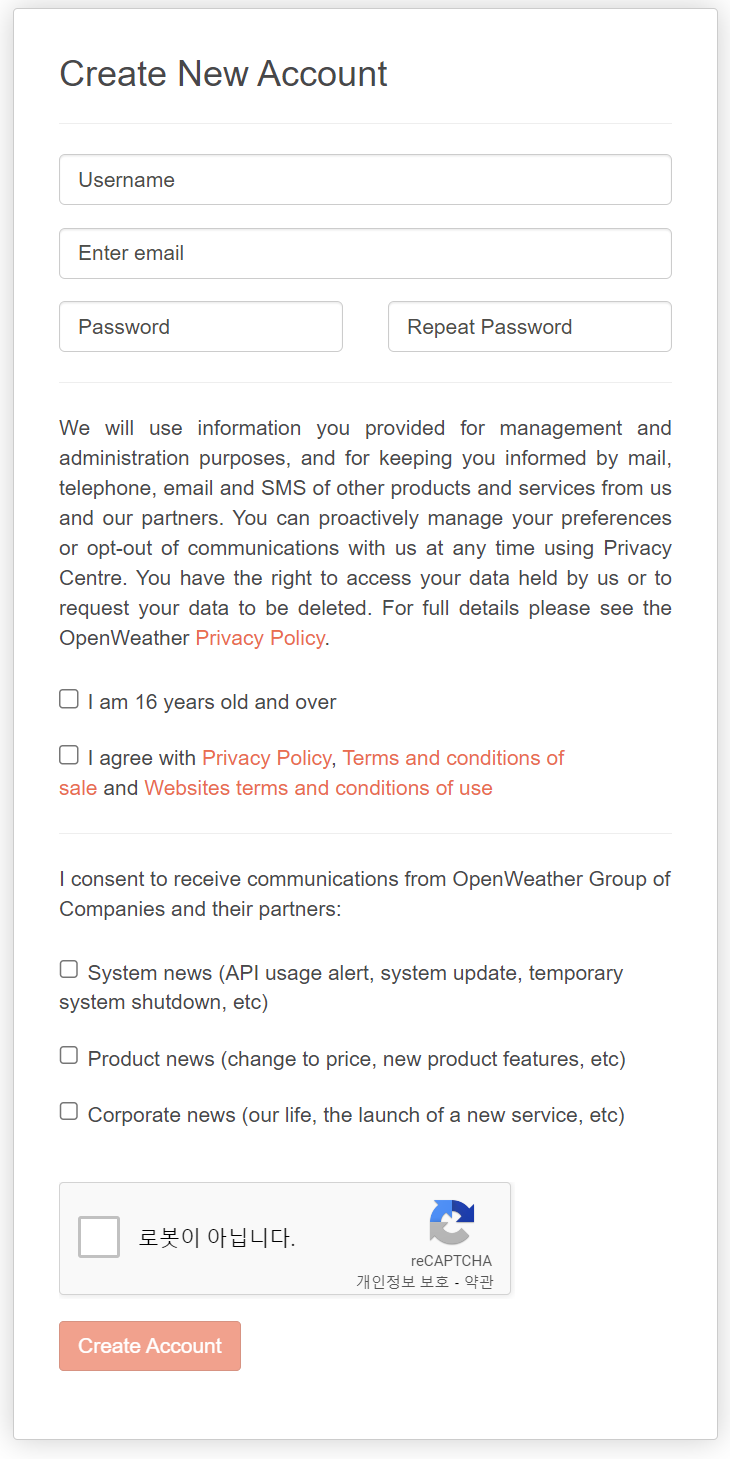 Create New Account
Username
Enter email
Password
Repeat Password
We will use information you provided for management and
administration purposes, and for keeping you informed by mail,
telephone, email and SMS of other products and services from us
and our partners. You can proactively manage your preferences
or opt-out of communications with us at any time using Privacy
Centre. You have the right to access your data held by us or to
request your data to be deleted. For full details please see the
OpenWeather Privacy Policy.
I am 16 years old and over
I agree with Privacy Policy, Terms and conditions of
sale and Websites terms and conditions of use
I consent to receive communications from OpenWeather Group of
Companies and their partners:
System news (API usage alert, system update, temporary
system shutdown, etc)
Product news (change to price, new product features, etc)
Corporate news (our life, the launch of a new service, etc)
로봇이 아닙니다.
reCAPTCHA
개인정보 보호 - 약관
Create Account